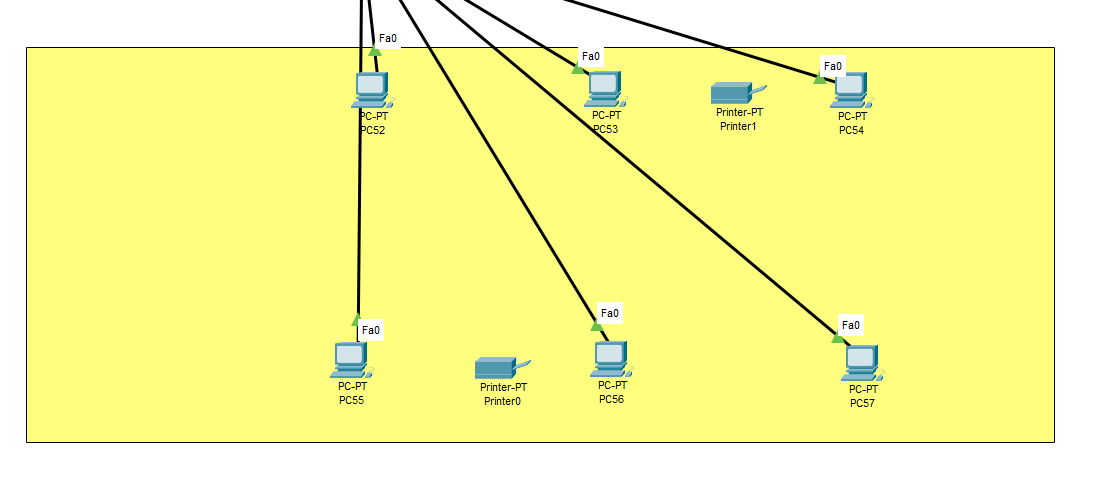 Fa0
Fa0
Fa0
PC-PT
PC52
PC-PT
PC53
Printer-PT
Printer1
PC-PT
PC54
Fa0
Fa0
Fa0
PC-PT
PC55
Printer-PT
Printer0
PC-PT
PC56
PC-PT
PC57